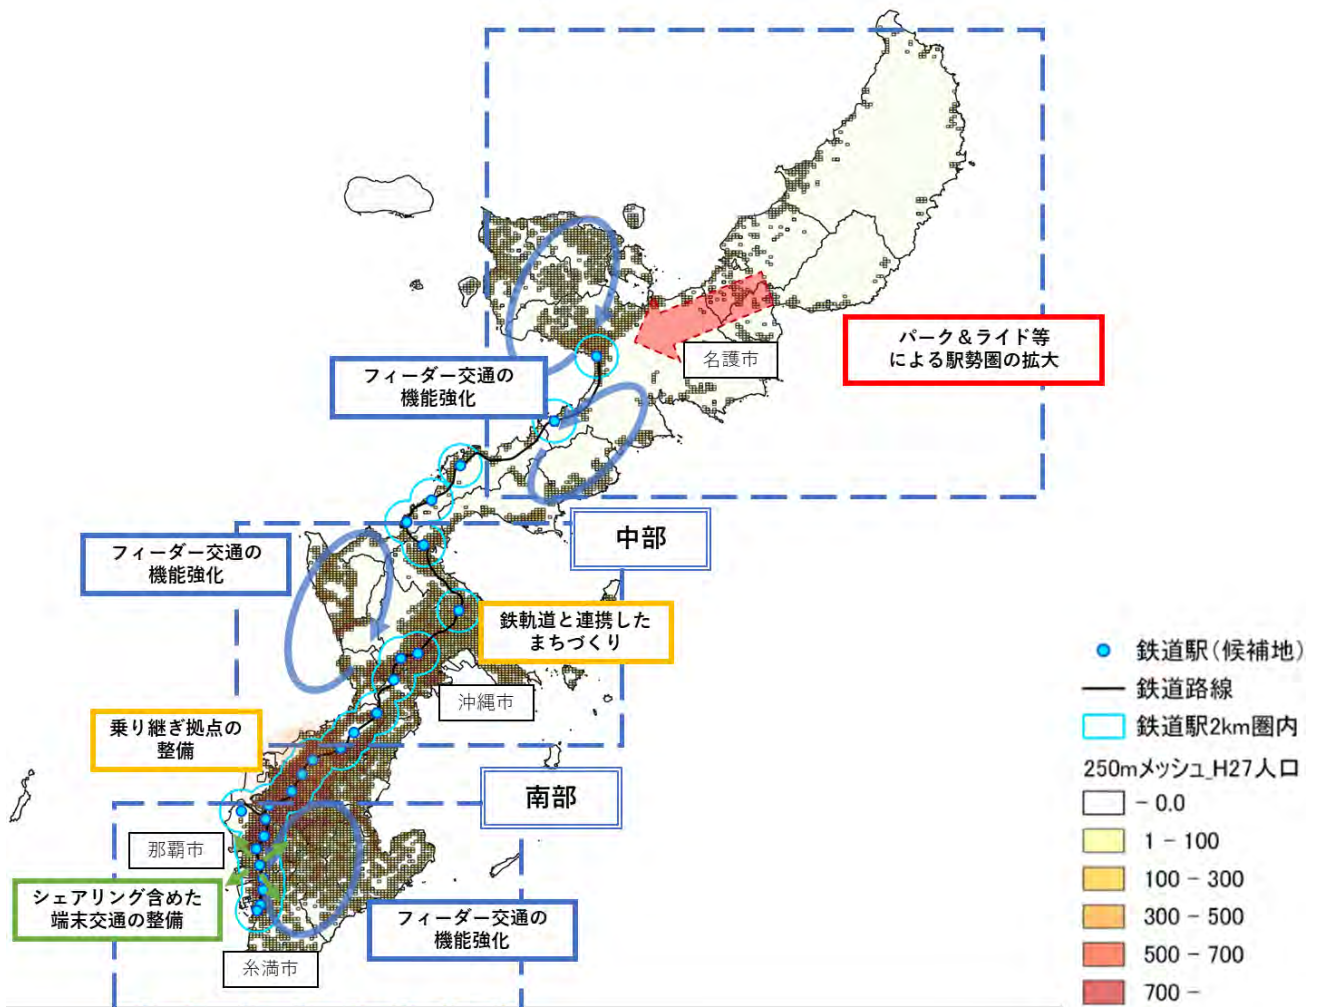 パーク＆ライド等
による駅勢圏の拡大
名護市
フィーダー交通の
機能強化
中部
フィーダー交通の
機能強化
鉄軌道と連携した
まちづくり
沖縄市
乗り継ぎ拠点の
整備
南部
那覇市
シェアリング含めた
端末交通の整備
フィーダー交通の
機能強化
糸満市
鉄道駅(候補地)
鉄道路線
鉄道駅2km圏内
250mメッシュ_H27人口
- 0.0
1 - 100
100 - 300
300 - 500
500 - 700
700 -